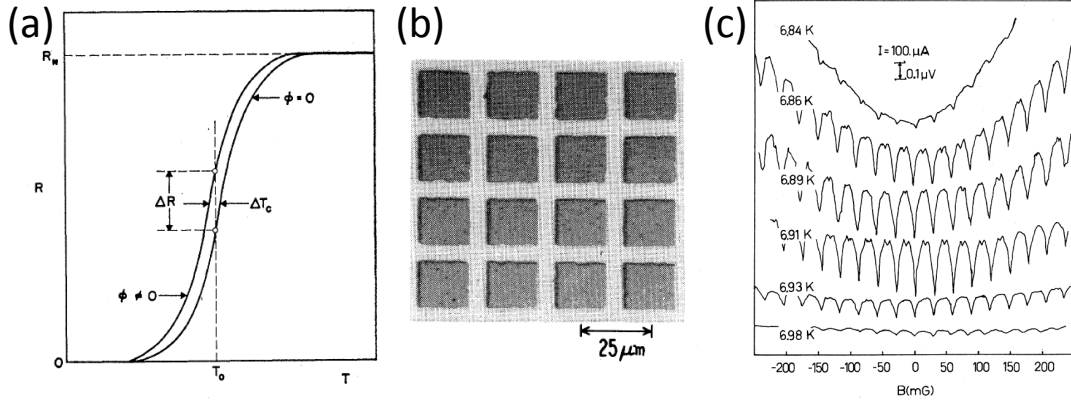 (a)
R_N
φ = 0
R
ΔR
ΔT_c
φ ≠ 0
0
T_o
T
(b)
25 μm
(c)
6.84 K
I = 100. μA
0.1 μV
6.86 K
6.89 K
6.91 K
6.93 K
6.98 K
-200 -150 -100 -50 0 50 100 150 200
B(mG)